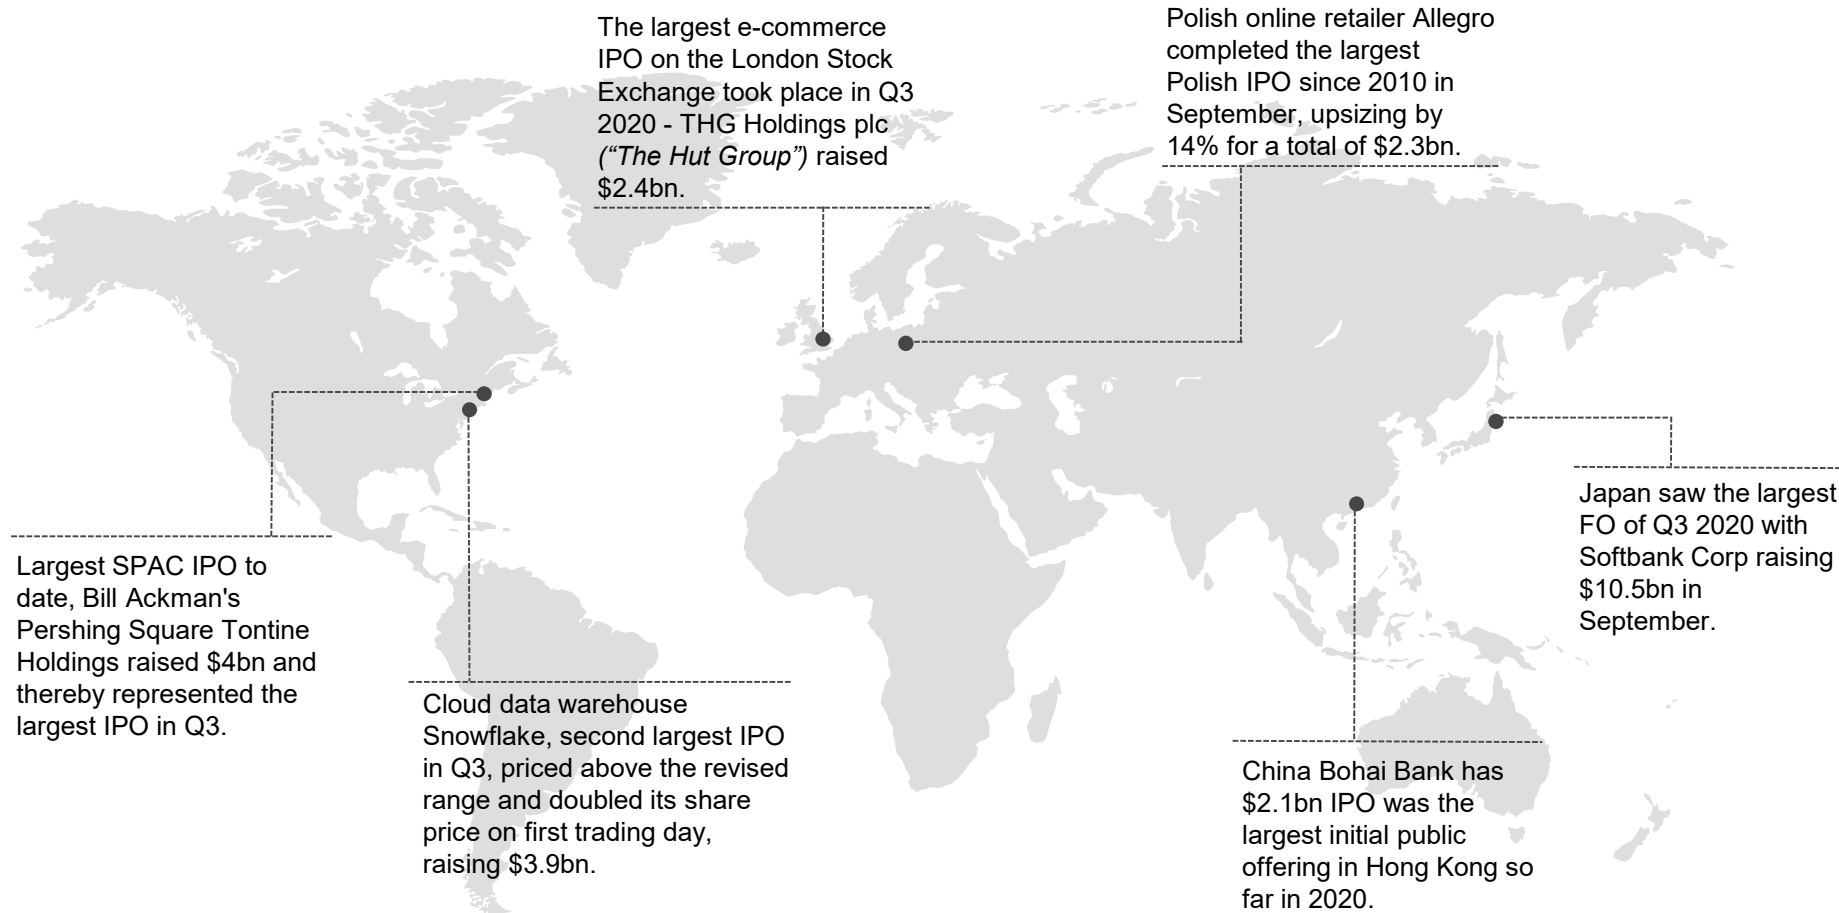 The largest e-commerce
IPO on the London Stock
Exchange took place in Q3
2020 - THG Holdings plc
(“The Hut Group”) raised
$2.4bn.
Polish online retailer Allegro
completed the largest
Polish IPO since 2010 in
September, upsizing by
14% for a total of $2.3bn.
Largest SPAC IPO to
date, Bill Ackman's
Pershing Square Tontine
Holdings raised $4bn and
thereby represented the
largest IPO in Q3.
Cloud data warehouse
Snowflake, second largest IPO
in Q3, priced above the revised
range and doubled its share
price on first trading day,
raising $3.9bn.
Japan saw the largest
FO of Q3 2020 with
Softbank Corp raising
$10.5bn in
September.
China Bohai Bank has
$2.1bn IPO was the
largest initial public
offering in Hong Kong so
far in 2020.